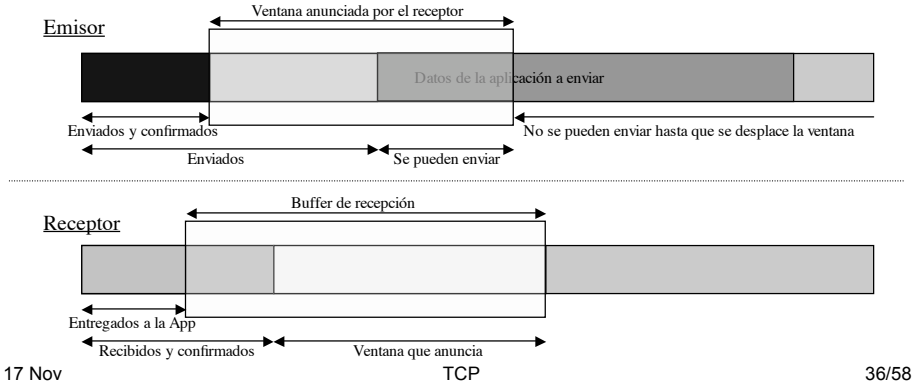 Ventana anunciada por el receptor
Emisor
Datos de la aplicación a enviar
Enviados y confirmados
No se pueden enviar hasta que se desplace la ventana
Enviados
Se pueden enviar
Buffer de recepción
Receptor
Entregados a la App
Recibidos y confirmados
Ventana que anuncia
17 Nov
TCP
36/58